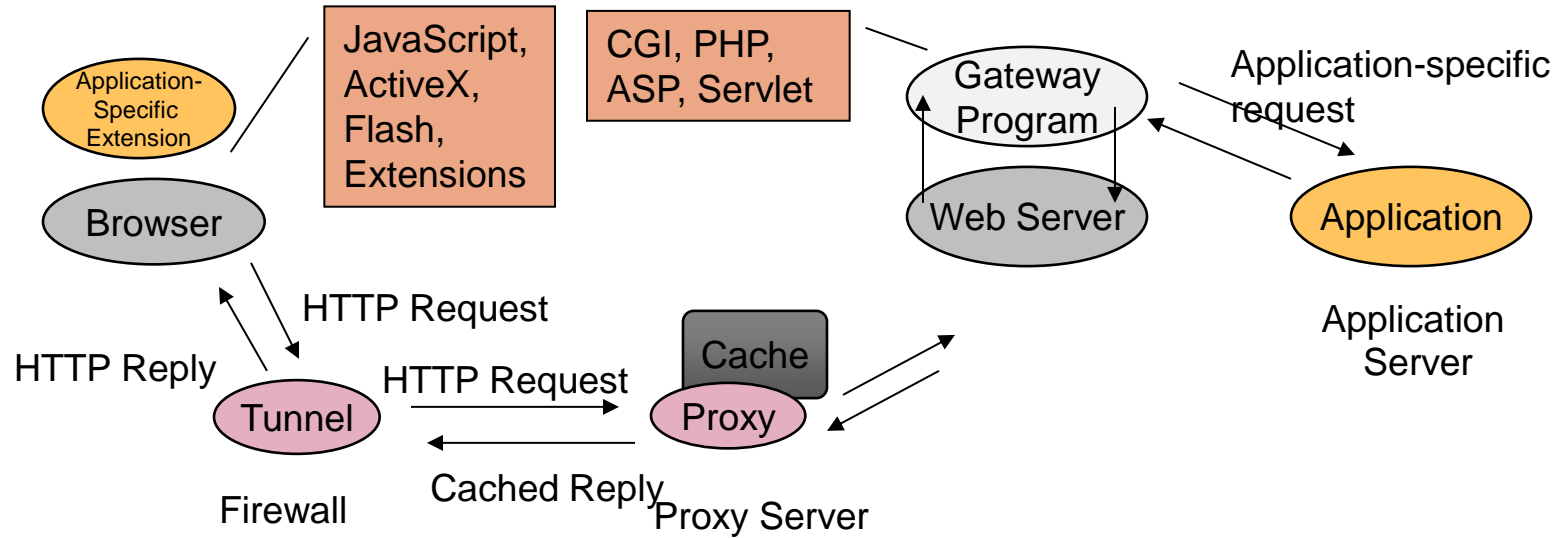 Application-
Specific
Extension
JavaScript,
ActiveX,
Flash,
Extensions
CGI, PHP,
ASP, Servlet
Gateway
Program
Application-specific
request
Browser
Web Server
Application
HTTP Request
HTTP Reply
Application
Server
Cache
HTTP Request
Tunnel
Proxy
Cached Reply
Firewall
Proxy Server